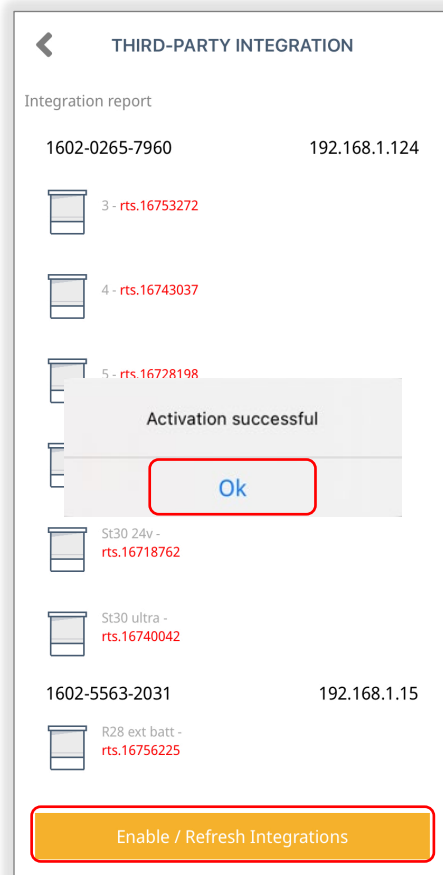 THIRD-PARTY INTEGRATION
Integration report
1602-0265-7960 192.168.1.124
3 - rts.16753272
4 - rts.16743037
5 - rts.16728198
Activation successful
Ok
St30 24v -
rts.16718762
St30 ultra -
rts.16740042
1602-5563-2031 192.168.1.15
R28 ext batt -
rts.16756225
Enable / Refresh Integrations